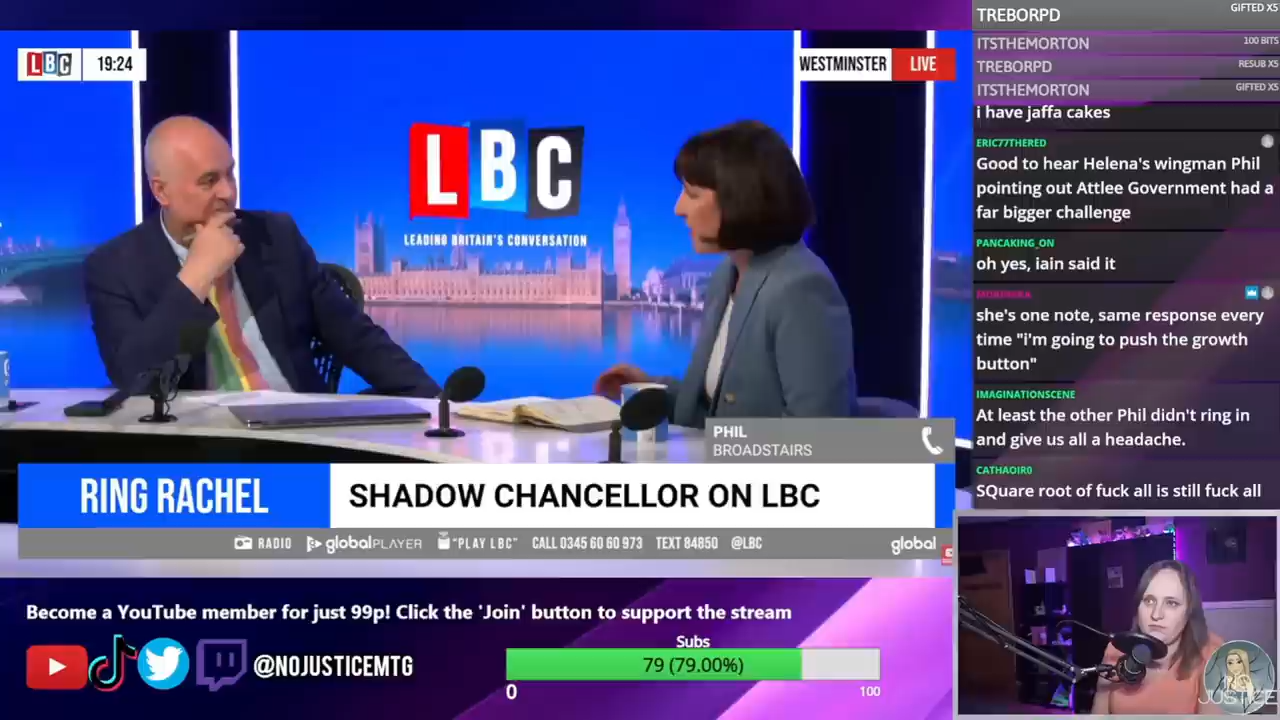 LBC 19:24
WESTMINSTER LIVE
LBC
LEADING BRITAIN'S CONVERSATION
PHIL
BROADSTAIRS
RING RACHEL
SHADOW CHANCELLOR ON LBC
RADIO globalPLAYER "PLAY LBC" CALL 0345 60 60 973 TEXT 84850 @LBC global
Become a YouTube member for just 99p! Click the 'Join' button to support the stream
@NOJUSTICEMTG
Subs
79 (79.00%)
0 100
TREBORPD GIFTED X5
ITSTHEMORTON 100 BITS
TREBORPD RESUB X5
ITSTHEMORTON GIFTED X5
i have jaffa cakes
ERIC77THERED
Good to hear Helena's wingman Phil
pointing out Attlee Government had a
far bigger challenge
PANCAKING_ON
oh yes, iain said it
she's one note, same response every
time "i'm going to push the growth
button"
IMAGINATIONSCENE
At least the other Phil didn't ring in
and give us all a headache.
CATHAOIR0
SQuare root of fuck all is still fuck all
JUSTICE